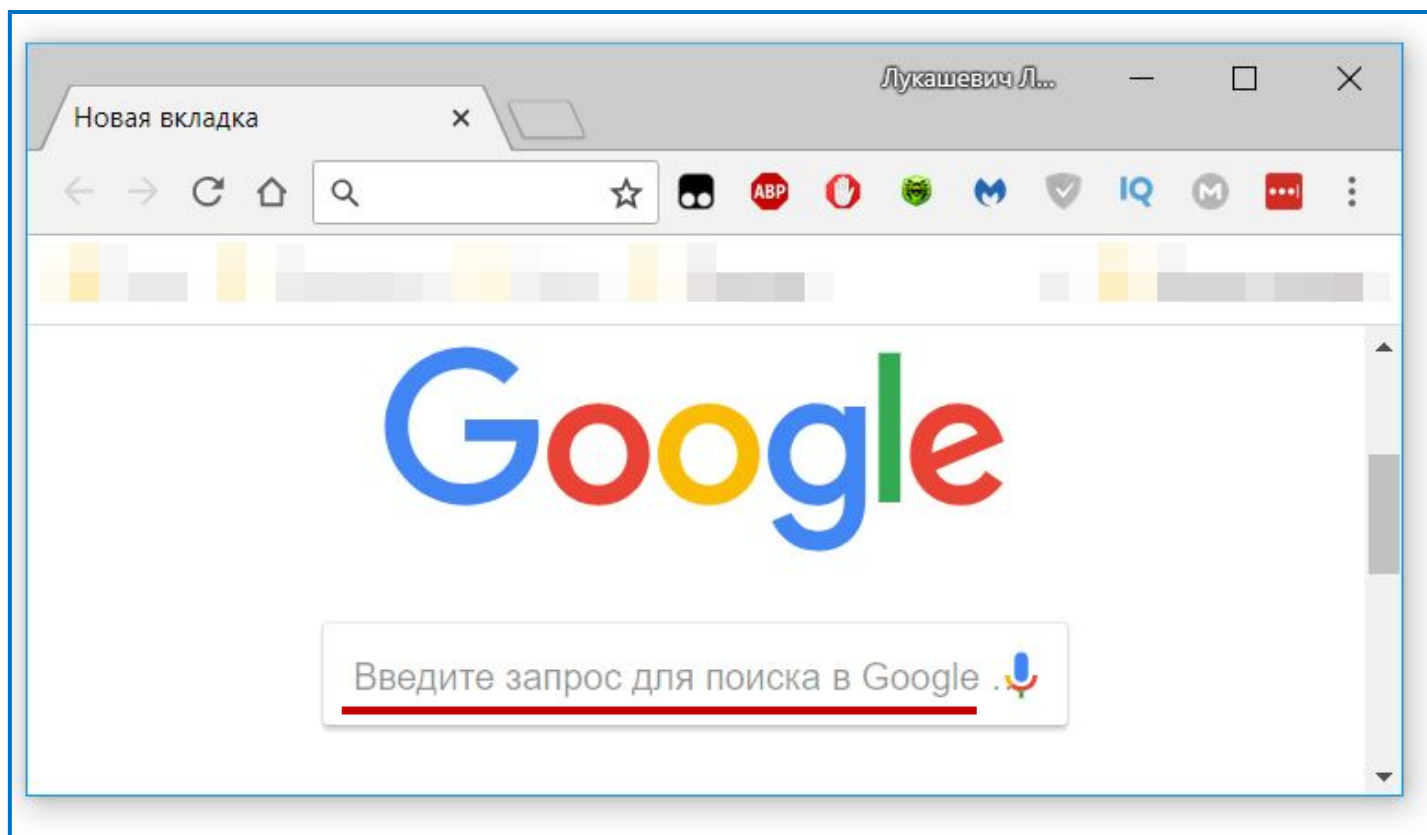 Лукашевич Л...
Новая вкладка
ABP
IQ
M
Google
Введите запрос для поиска в Google ...